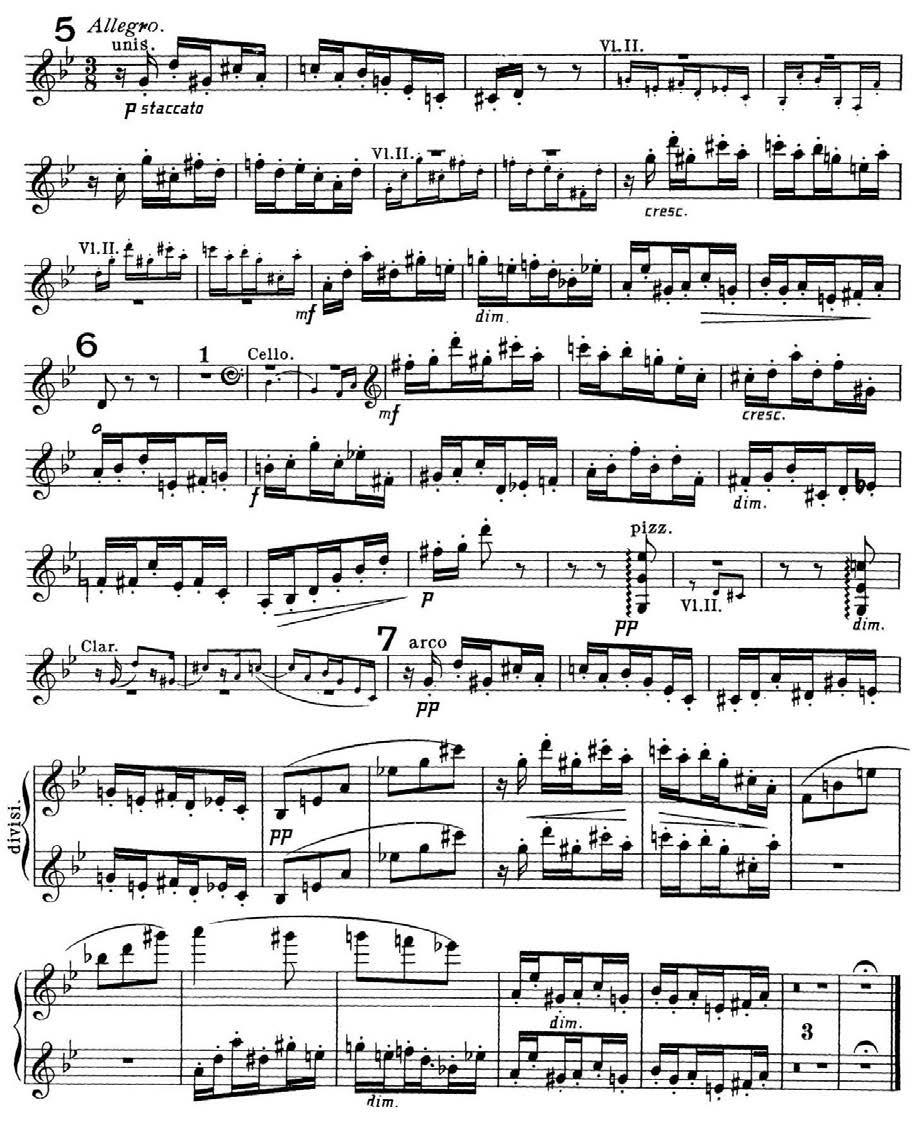 5 Allegro.
unis.
3
8
Vl.II.
p staccato
Vl.II.
cresc.
Vl.II.
mf
dim.
6
1
Cello.
mf
cresc.
o
f
dim.
p
pizz.
pp
Vl.II.
dim.
Clar.
7
arco
pp
divisi.
pp
dim.
3
dim.